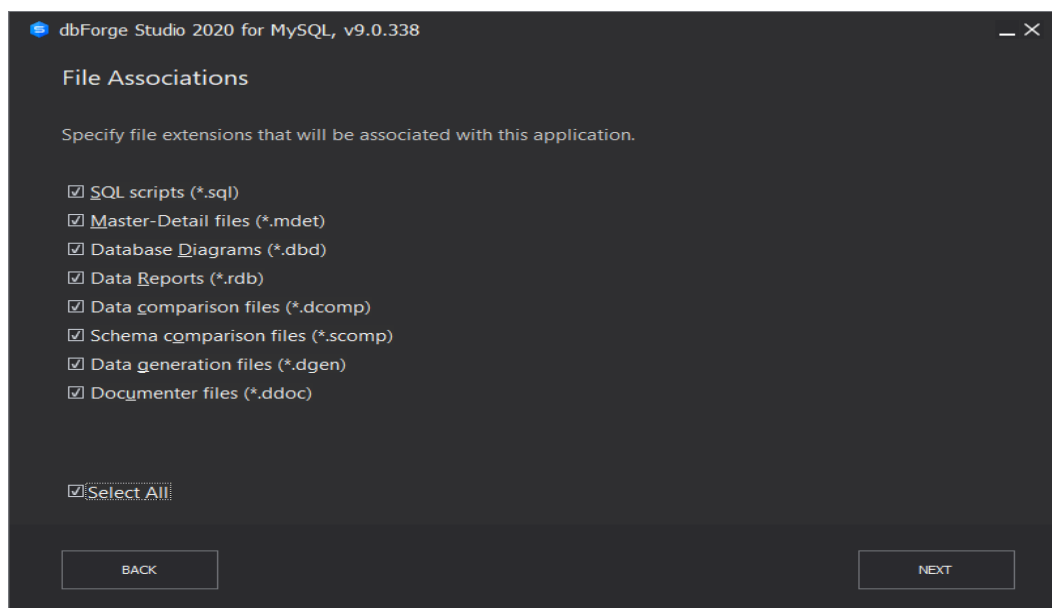 dbForge Studio 2020 for MySQL, v9.0.338
File Associations
Specify file extensions that will be associated with this application.
SQL scripts (*.sql)
Master-Detail files (*.mdet)
Database Diagrams (*.dbd)
Data Reports (*.rdb)
Data comparison files (*.dcomp)
Schema comparison files (*.scomp)
Data generation files (*.dgen)
Documenter files (*.ddoc)
Select All
BACK
NEXT